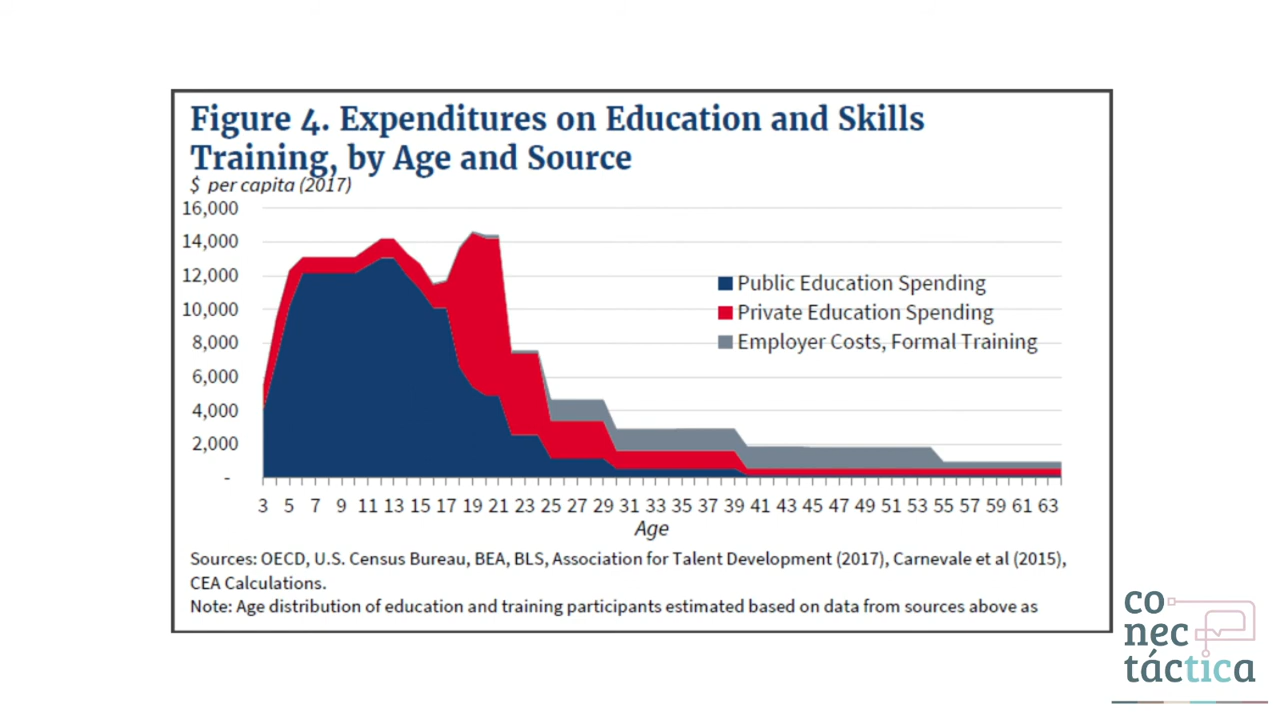 Figure 4. Expenditures on Education and Skills
Training, by Age and Source
$ per capita (2017)
16,000
14,000
12,000
10,000
8,000
6,000
4,000
2,000
-
Public Education Spending
Private Education Spending
Employer Costs, Formal Training
3 5 7 9 11 13 15 17 19 21 23 25 27 29 31 33 35 37 39 41 43 45 47 49 51 53 55 57 59 61 63
Age
Sources: OECD, U.S. Census Bureau, BEA, BLS, Association for Talent Development (2017), Carnevale et al (2015),
CEA Calculations.
Note: Age distribution of education and training participants estimated based on data from sources above as
co
nec
táctica